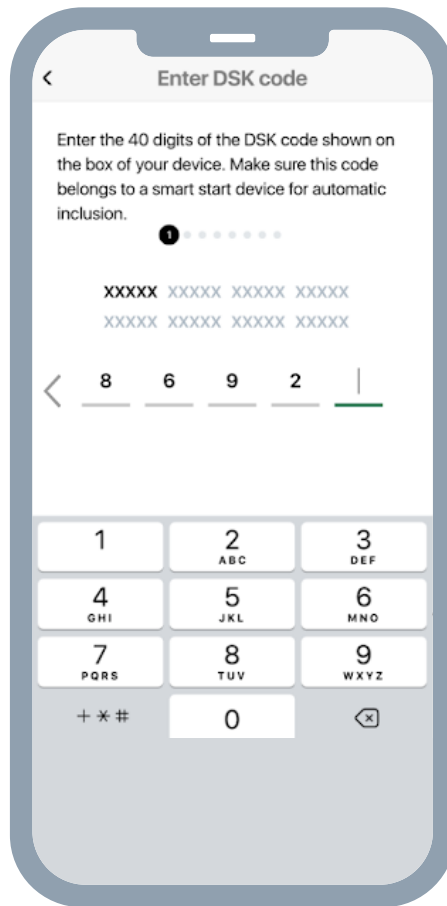 Enter DSK code
Enter the 40 digits of the DSK code shown on
the box of your device. Make sure this code
belongs to a smart start device for automatic
inclusion.
1
XXXXX XXXXX XXXXX XXXXX
XXXXX XXXXX XXXXX XXXXX
8 6 9 2
1 2 3
ABC DEF
4 5 6
GHI JKL MNO
7 8 9
PQRS TUV WXYZ
+ * # 0